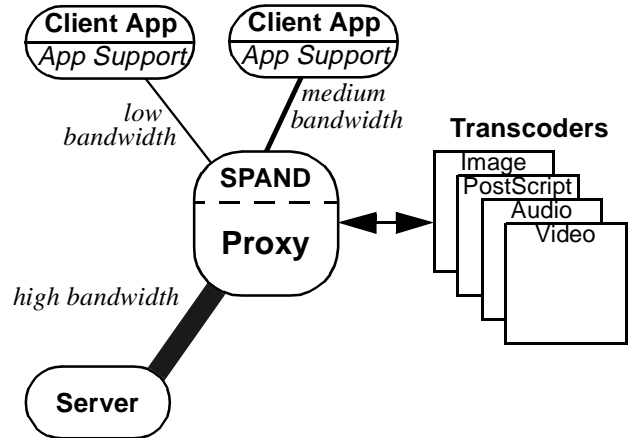 Client App
App Support
Client App
App Support
low
bandwidth
medium
bandwidth
Transcoders
Image
PostScript
Audio
Video
SPAND
Proxy
high bandwidth
Server